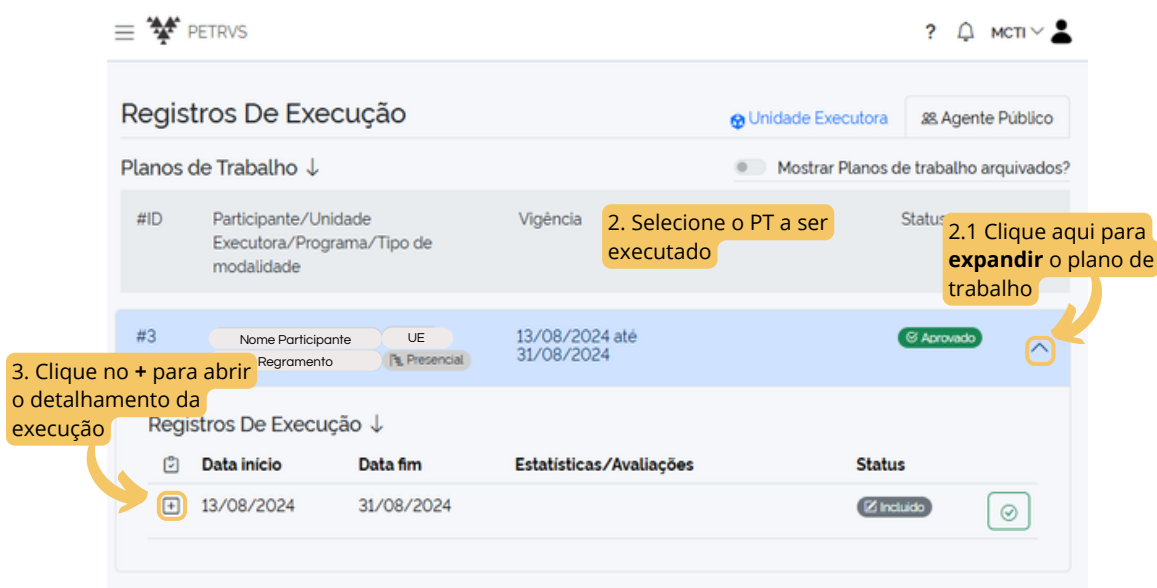 PETRVS
? MCTI
Registros De Execução
Unidade Executora
Agente Público
Planos de Trabalho ↓
Mostrar Planos de trabalho arquivados?
#ID
Participante/Unidade
Executora/Programa/Tipo de
modalidade
Vigência
2. Selecione o PT a ser
executado
Status
2.1 Clique aqui para
expandir o plano de
trabalho
#3
Nome Participante
UE
Regramento
Presencial
13/08/2024 até
31/08/2024
Aprovado
3. Clique no + para abrir
o detalhamento da
execução
Registros De Execução ↓
Data início Data fim Estatísticas/Avaliações Status
13/08/2024 31/08/2024 Incluido